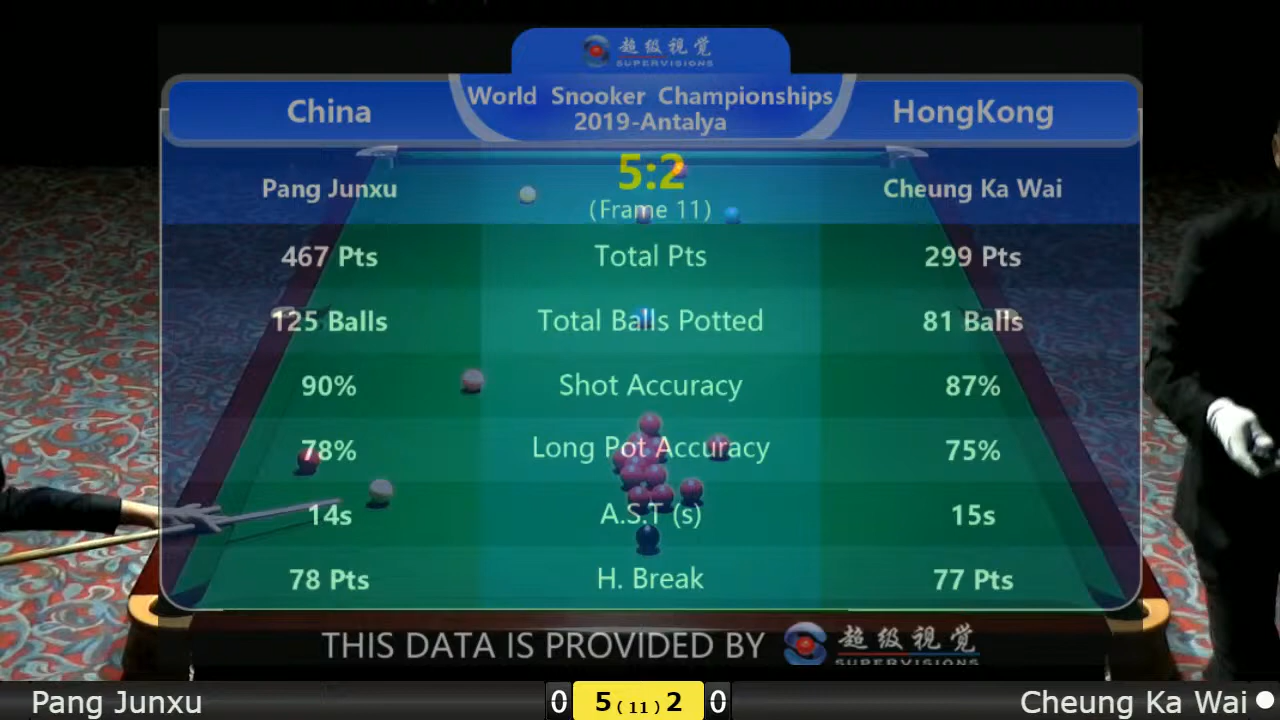 超级视觉
SUPERVISIONS
China
World Snooker Championships
2019-Antalya
HongKong
Pang Junxu
5:2
(Frame 11)
Cheung Ka Wai
467 Pts
Total Pts
299 Pts
125 Balls
Total Balls Potted
81 Balls
90%
Shot Accuracy
87%
78%
Long Pot Accuracy
75%
14s
A.S.T (s)
15s
78 Pts
H. Break
77 Pts
THIS DATA IS PROVIDED BY
超级视觉
SUPERVISIONS
Pang Junxu
0
5 (11) 2
0
Cheung Ka Wai